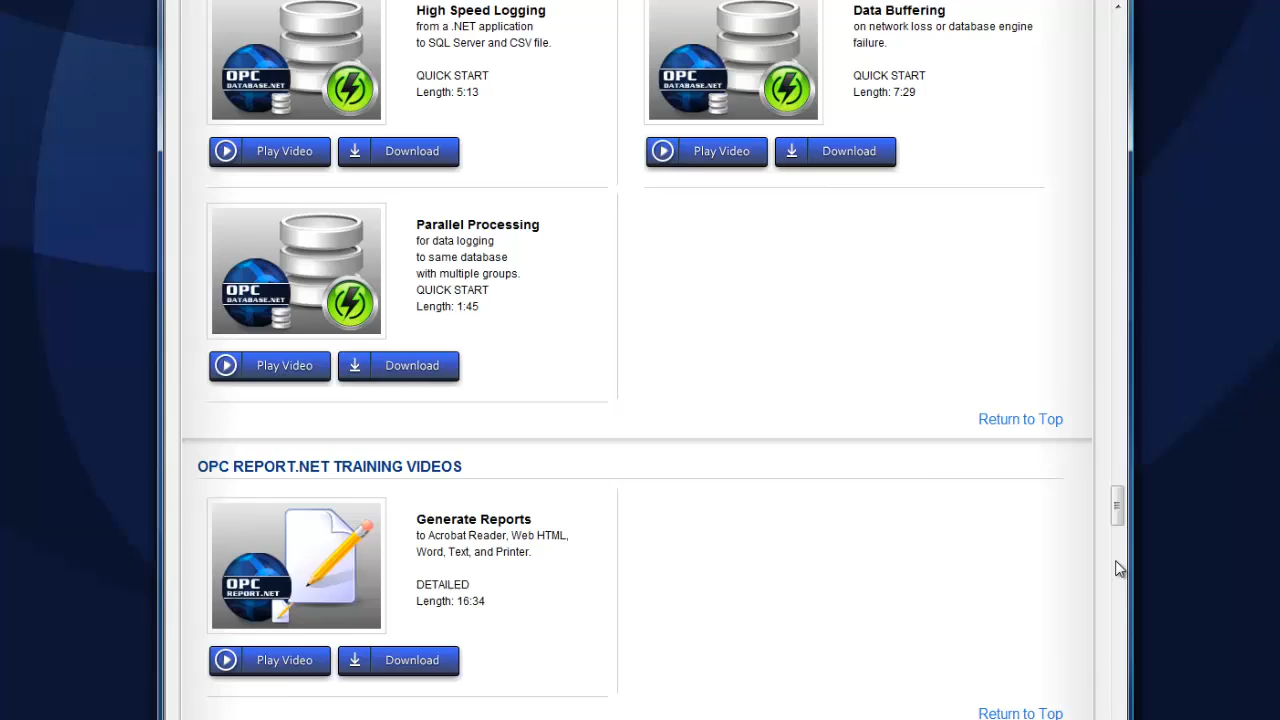 High Speed Logging
from a .NET application
to SQL Server and CSV file.
QUICK START
Length: 5:13
OPC
DATABASE.NET
Play Video
Download
Data Buffering
on network loss or database engine
failure.
QUICK START
Length: 7:29
OPC
DATABASE.NET
Play Video
Download
Parallel Processing
for data logging
to same database
with multiple groups.
QUICK START
Length: 1:45
OPC
DATABASE.NET
Play Video
Download
Return to Top
OPC REPORT.NET TRAINING VIDEOS
Generate Reports
to Acrobat Reader, Web HTML,
Word, Text, and Printer.
DETAILED
Length: 16:34
OPC
REPORT.NET
Play Video
Download
Return to Top